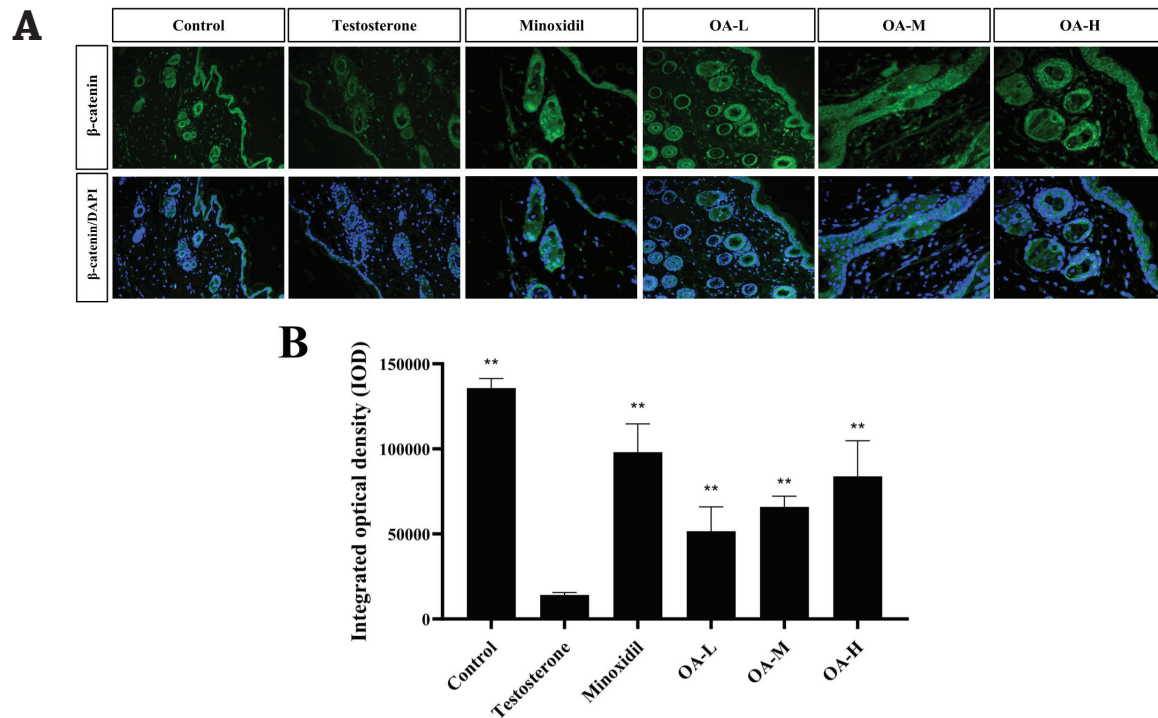 A
Control Testosterone Minoxidil OA-L OA-M OA-H
β-catenin
β-catenin/DAPI
B
Integrated optical density (IOD)
150000
100000
50000
0
** ** ** ** **
Control Testosterone Minoxidil OA-L OA-M OA-H